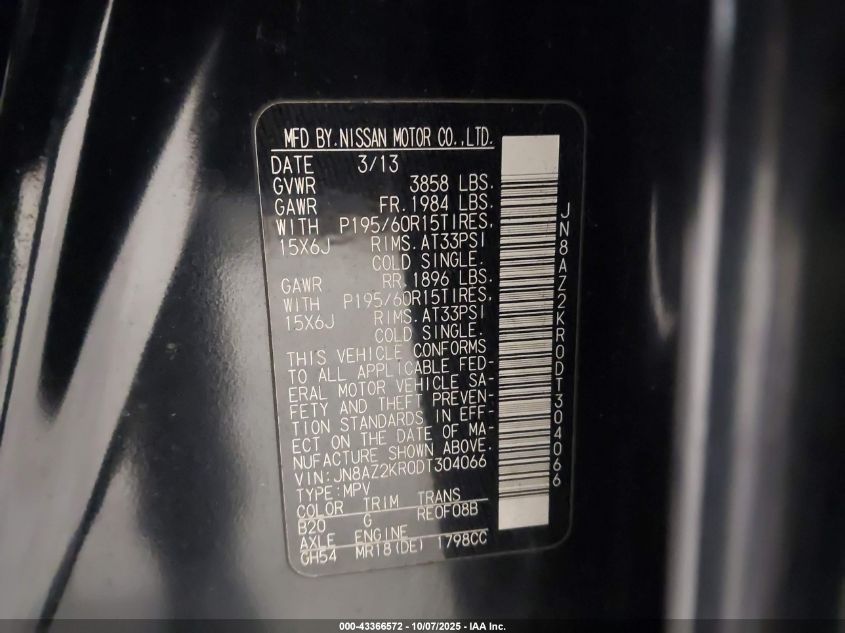 MFD BY.NISSAN MOTOR CO.,LTD.
DATE 3/13
GVWR 3858 LBS.
GAWR FR.1984 LBS.
WITH P195/60R15TIRES,
15X6J RIMS.AT33PSI
COLD SINGLE.
GAWR RR.1896 LBS.
WITH P195/60R15TIRES,
15X6J RIMS.AT33PSI
COLD SINGLE.
THIS VEHICLE CONFORMS
TO ALL APPLICABLE FED-
ERAL MOTOR VEHICLE SA-
FETY AND THEFT PREVEN-
TION STANDARDS IN EFF-
ECT ON THE DATE OF MA-
NUFACTURE SHOWN ABOVE.
VIN:JN8AZ2KR0DT304066
TYPE:MPV
COLOR TRIM TRANS
B20 G RE0F08B
AXLE ENGINE
GH54 MR18(DE) 1798CC
JN8AZ2KR0DT304066
000-43366572 - 10/07/2025 - IAA Inc.